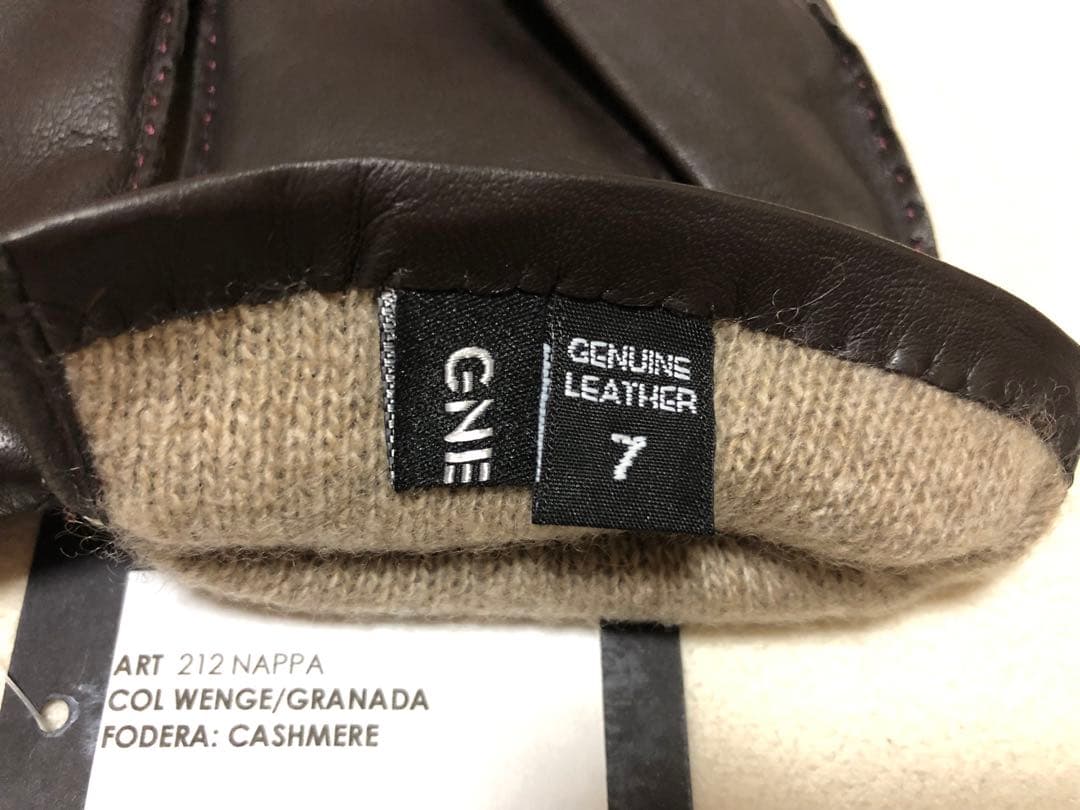 GNE
GENUINE
LEATHER
7
ART 212 NAPPA
COL WENGE/GRANADA
FODERA: CASHMERE